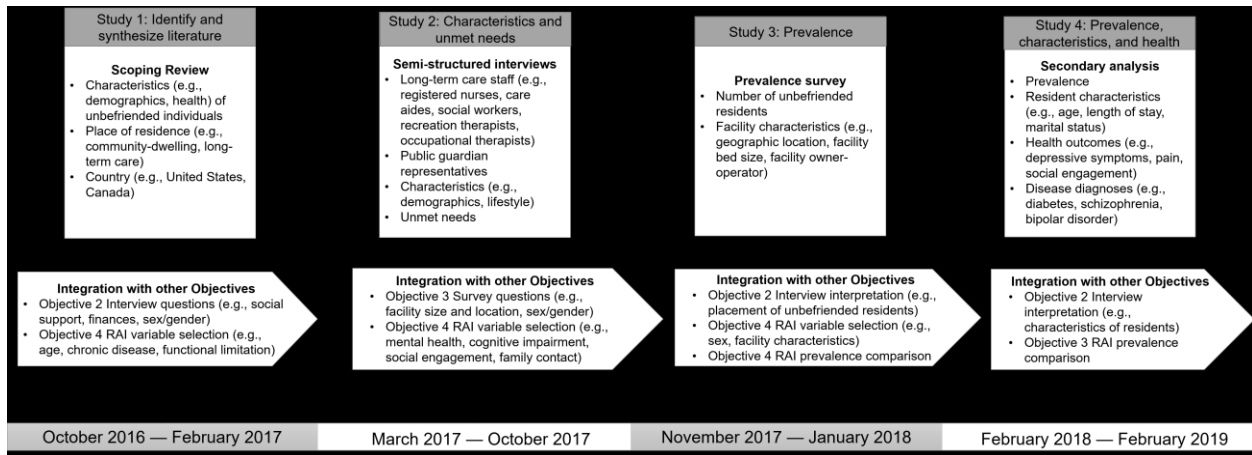 Study 1: Identify and
synthesize literature
Scoping Review
• Characteristics (e.g.,
demographics, health) of
unbefriended individuals
• Place of residence (e.g.,
community-dwelling, long-
term care)
• Country (e.g., United States,
Canada)
Study 2: Characteristics and
unmet needs
Semi-structured interviews
• Long-term care staff (e.g.,
registered nurses, care
aides, social workers,
recreation therapists,
occupational therapists)
• Public guardian
representatives
• Characteristics (e.g.,
demographics, lifestyle)
• Unmet needs
Study 3: Prevalence
Prevalence survey
• Number of unbefriended
residents
• Facility characteristics (e.g.,
geographic location, facility
bed size, facility owner-
operator)
Study 4: Prevalence,
characteristics, and health
Secondary analysis
• Prevalence
• Resident characteristics
(e.g., age, length of stay,
marital status)
• Health outcomes (e.g.,
depressive symptoms, pain,
social engagement)
• Disease diagnoses (e.g.,
diabetes, schizophrenia,
bipolar disorder)
Integration with other Objectives
• Objective 2 Interview questions (e.g., social
support, finances, sex/gender)
• Objective 4 RAI variable selection (e.g.,
age, chronic disease, functional limitation)
Integration with other Objectives
• Objective 3 Survey questions (e.g.,
facility size and location, sex/gender)
• Objective 4 RAI variable selection (e.g.,
mental health, cognitive impairment,
social engagement, family contact)
Integration with other Objectives
• Objective 2 Interview interpretation (e.g.,
placement of unbefriended residents)
• Objective 4 RAI variable selection (e.g.,
sex, facility characteristics)
• Objective 4 RAI prevalence comparison
Integration with other Objectives
• Objective 2 Interview
interpretation (e.g.,
characteristics of residents)
• Objective 3 RAI prevalence
comparison
October 2016 — February 2017
March 2017 — October 2017
November 2017 — January 2018
February 2018 — February 2019